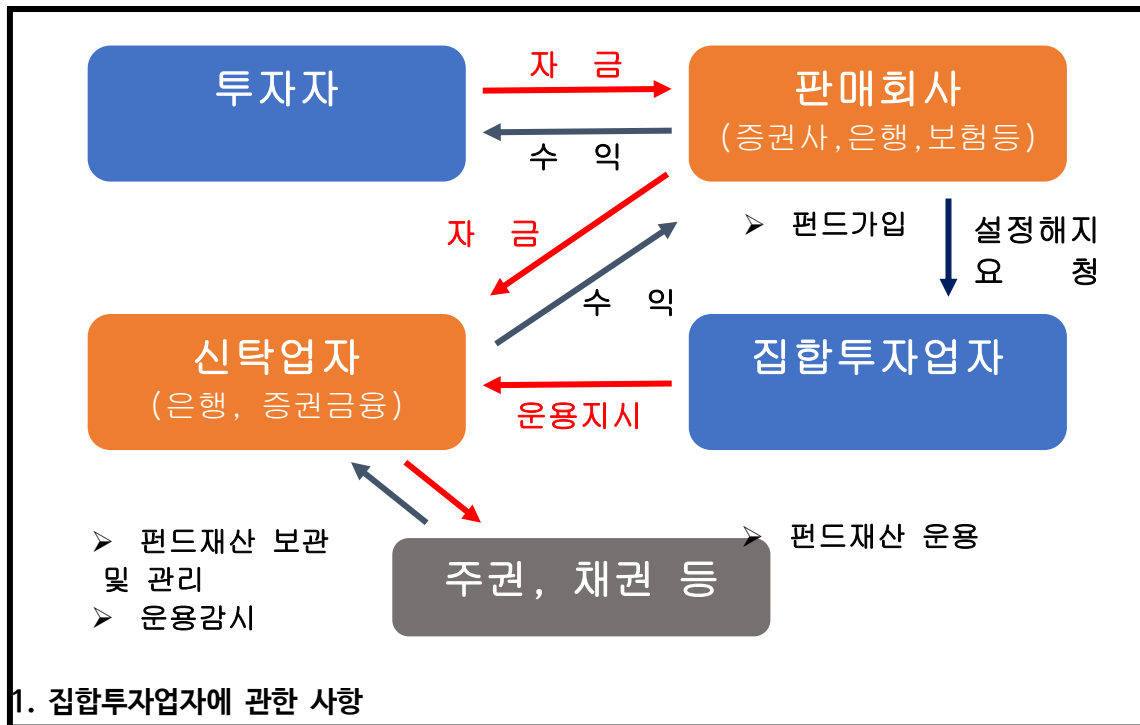 투자자
자 금
판매회사
(증권사,은행,보험등)
수 익
자 금
➢ 펀드가입
설정해지
요 청
수 익
신탁업자
(은행, 증권금융)
집합투자업자
운용지시
➢ 펀드재산 보관
및 관리
➢ 운용감시
➢ 펀드재산 운용
주권, 채권 등
1. 집합투자업자에 관한 사항